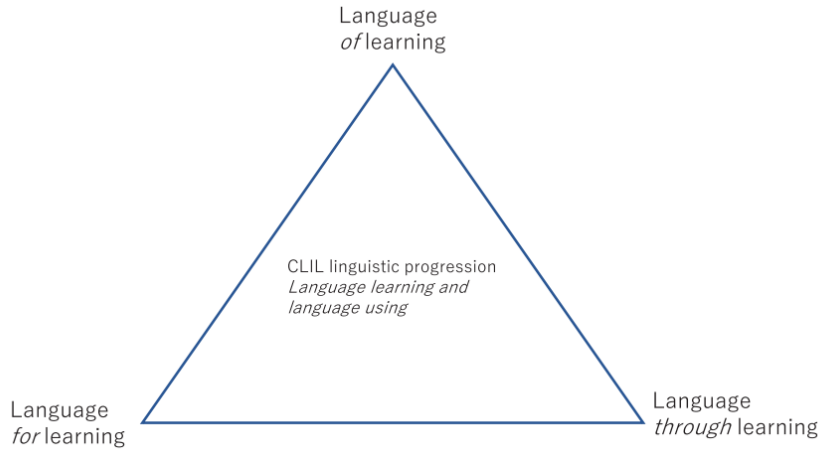 Language
of learning
CLIL linguistic progression
Language learning and
language using
Language
for learning
Language
through learning